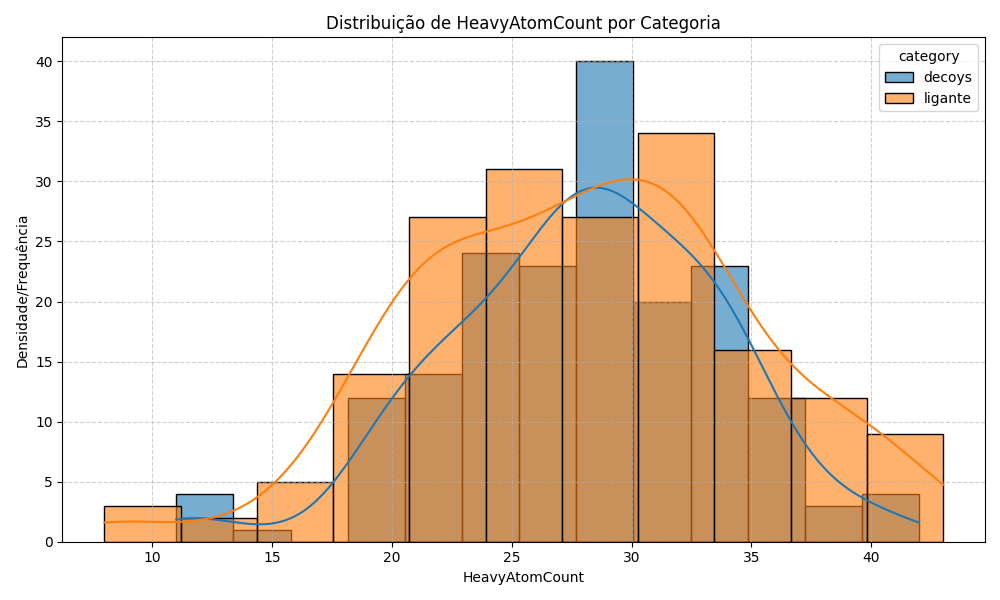 Distribuição de HeavyAtomCount por Categoria
category
decoys
ligante
Densidade/Frequência
40
35
30
25
20
15
10
5
0
10 15 20 25 30 35 40
HeavyAtomCount